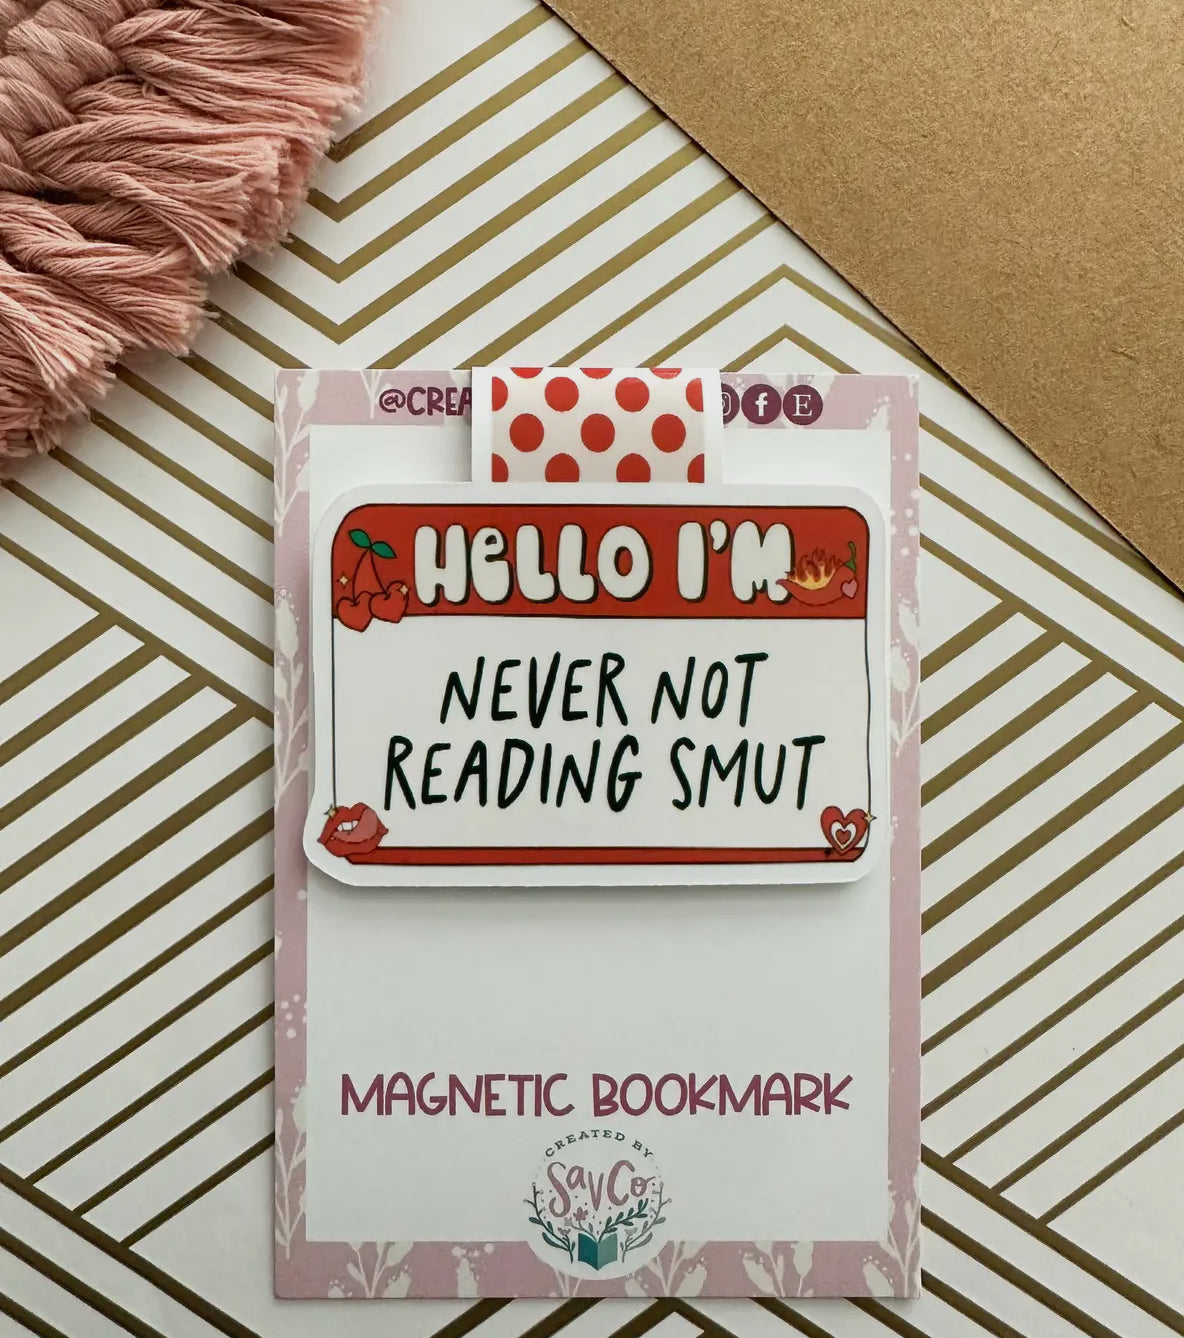 HELLO I'M
NEVER NOT
READING SMUT
MAGNETIC BOOKMARK
CREATED BY
SavCo